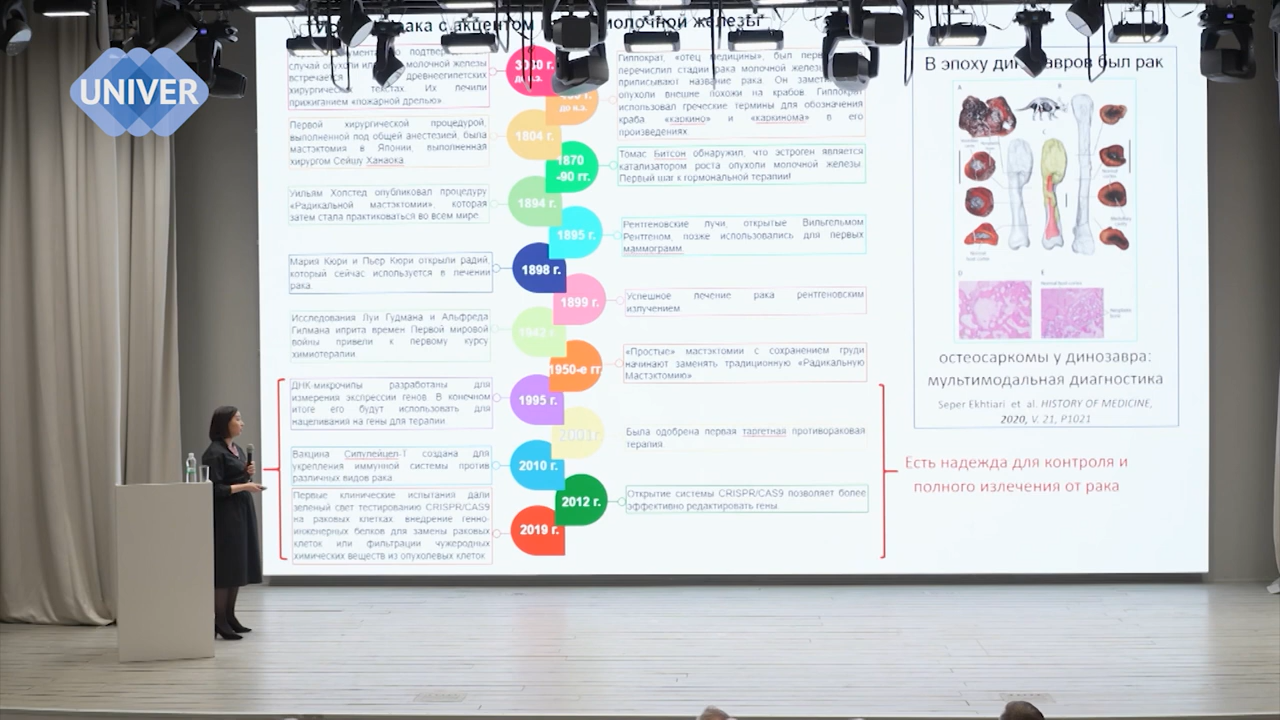 UNIVER
рака с акцентом
молочной железы
случай опухоли
молочной железы
встречается в древнеегипетских
хирургических текстах. Их лечили
прижиганием «пожарной дрелью».
до н.э.
Гиппократ, «отец медицины», был
перечислил стадии рака молочной
приписывают название рака. Он
опухоли внешне похожи на крабов.
использовал греческие термины для обозначения
краба «каркино» и «каркинома» в его
произведениях.
до н.э.
Первой хирургической процедурой,
выполненной под общей анестезией, была
мастэктомия в Японии, выполненная
хирургом Сейшу Ханаока.
1804 г.
1870
-90 гг.
Томас Битсон обнаружил, что эстроген является
катализатором роста опухоли молочной железы.
Первый шаг к гормональной терапии!
Уильям Холстед опубликовал процедуру
«Радикальной мастэктомии», которая
затем стала практиковаться во всем мире.
1894 г.
1895 г.
Рентгеновские лучи, открытые Вильгельмом
Рентгеном, позже использовались для первых
маммограмм.
Мария Кюри и Пьер Кюри открыли радий,
который сейчас используется в лечении
рака.
1898 г.
1899 г.
Успешное лечение рака рентгеновским
излучением.
Исследования Луи Гудмана и Альфреда
Гилмана иприта времен Первой мировой
войны привели к первому курсу
химиотерапии.
1942 г.
1950-е гг
«Простые» мастэктомии с сохранением груди
начинают заменять традиционную «Радикальную
Мастэктомию»
ДНК-микрочипы разработаны для
измерения экспрессии генов. В конечном
итоге его будут использовать для
нацеливания на гены для терапии.
1995 г.
Была одобрена первая таргетная противораковая
терапия.
Вакцина Сипулейцел-Т создана для
укрепления иммунной системы против
различных видов рака.
2010 г.
2012 г.
Открытие системы CRISPR/CAS9 позволяет более
эффективно редактировать гены.
Первые клинические испытания дали
зеленый свет тестированию CRISPR/CAS9
на раковых клетках: внедрение генно-
инженерных белков для замены раковых
клеток или фильтрации чужеродных
химических веществ из опухолевых клеток
2019 г.
В эпоху динозавров был рак
A
B
C
D
E
остеосаркомы у динозавра:
мультимодальная диагностика
Seper Ekhtiari et. al. HISTORY OF MEDICINE,
2020, V. 21, P1021
Есть надежда для контроля и
полного излечения от рака